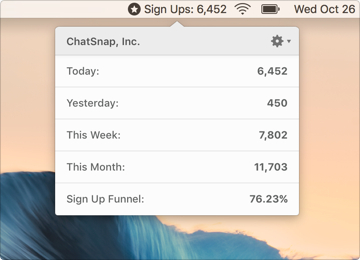 Sign Ups: 6,452 Wed Oct 26
ChatSnap, Inc.
Today: 6,452
Yesterday: 450
This Week: 7,802
This Month: 11,703
Sign Up Funnel: 76.23%